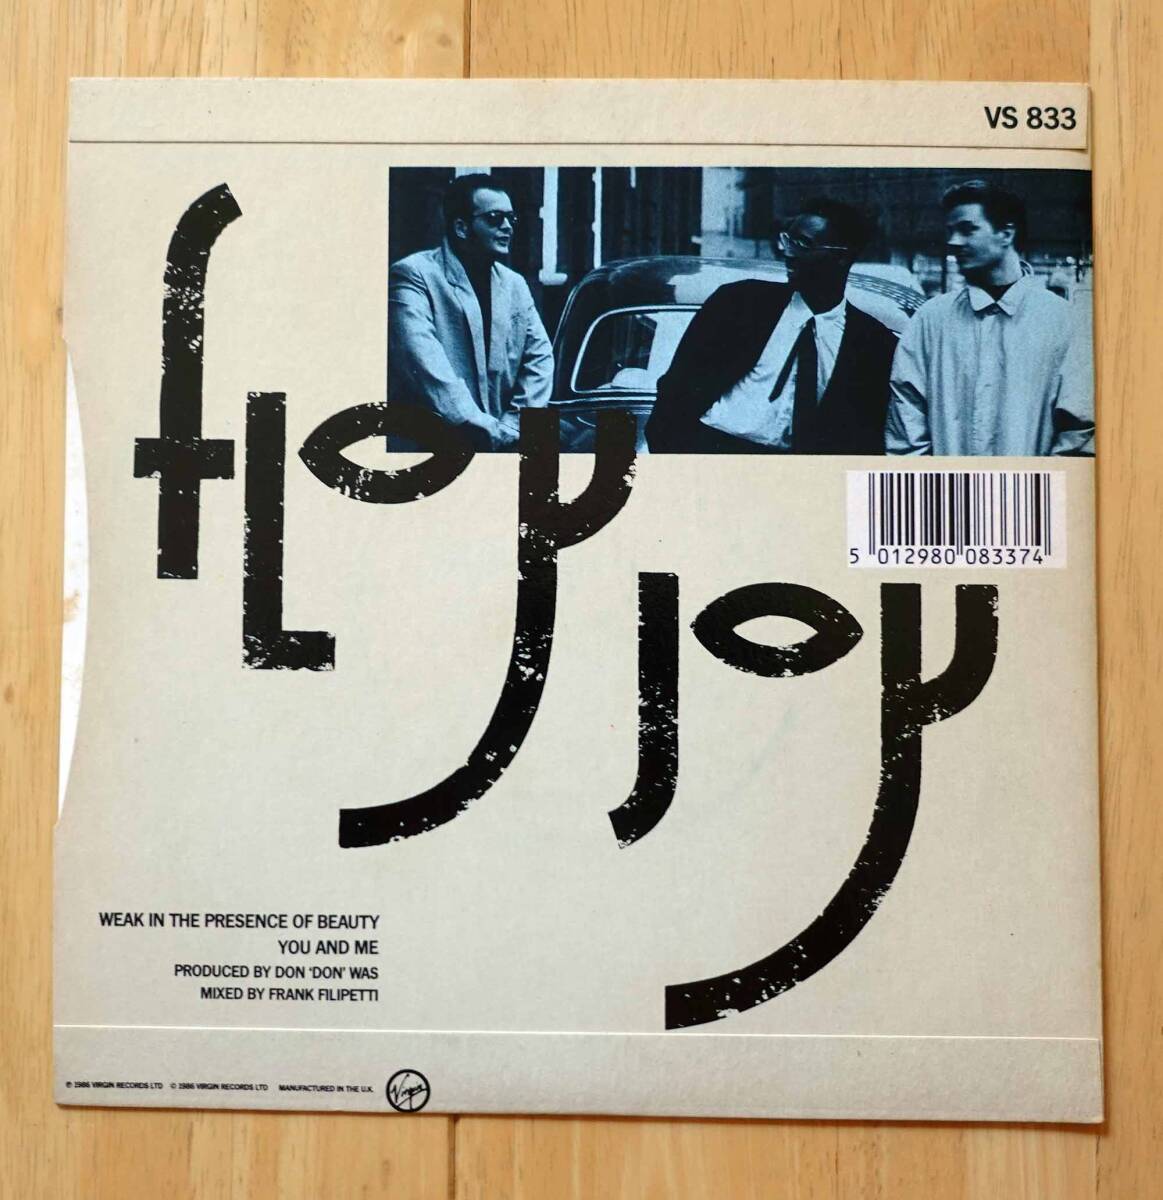 VS 833
fLOY
JOY
5 012980 083374
WEAK IN THE PRESENCE OF BEAUTY
YOU AND ME
PRODUCED BY DON ‘DON’ WAS
MIXED BY FRANK FILIPETTI
℗ 1986 VIRGIN RECORDS LTD © 1986 VIRGIN RECORDS LTD MANUFACTURED IN THE U.K.
Virgin